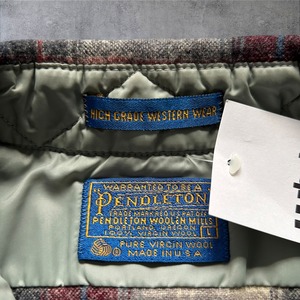 HIGH GRADE WESTERN WEAR
WARRANTED TO BE A
PENDLETON
TRADE MARK REG US PAT OFF
PENDLETON WOOLEN MILLS
PORTLAND, OREGON
100% VIRGIN WOOL
L
PURE VIRGIN WOOL
MADE IN U.S.A.